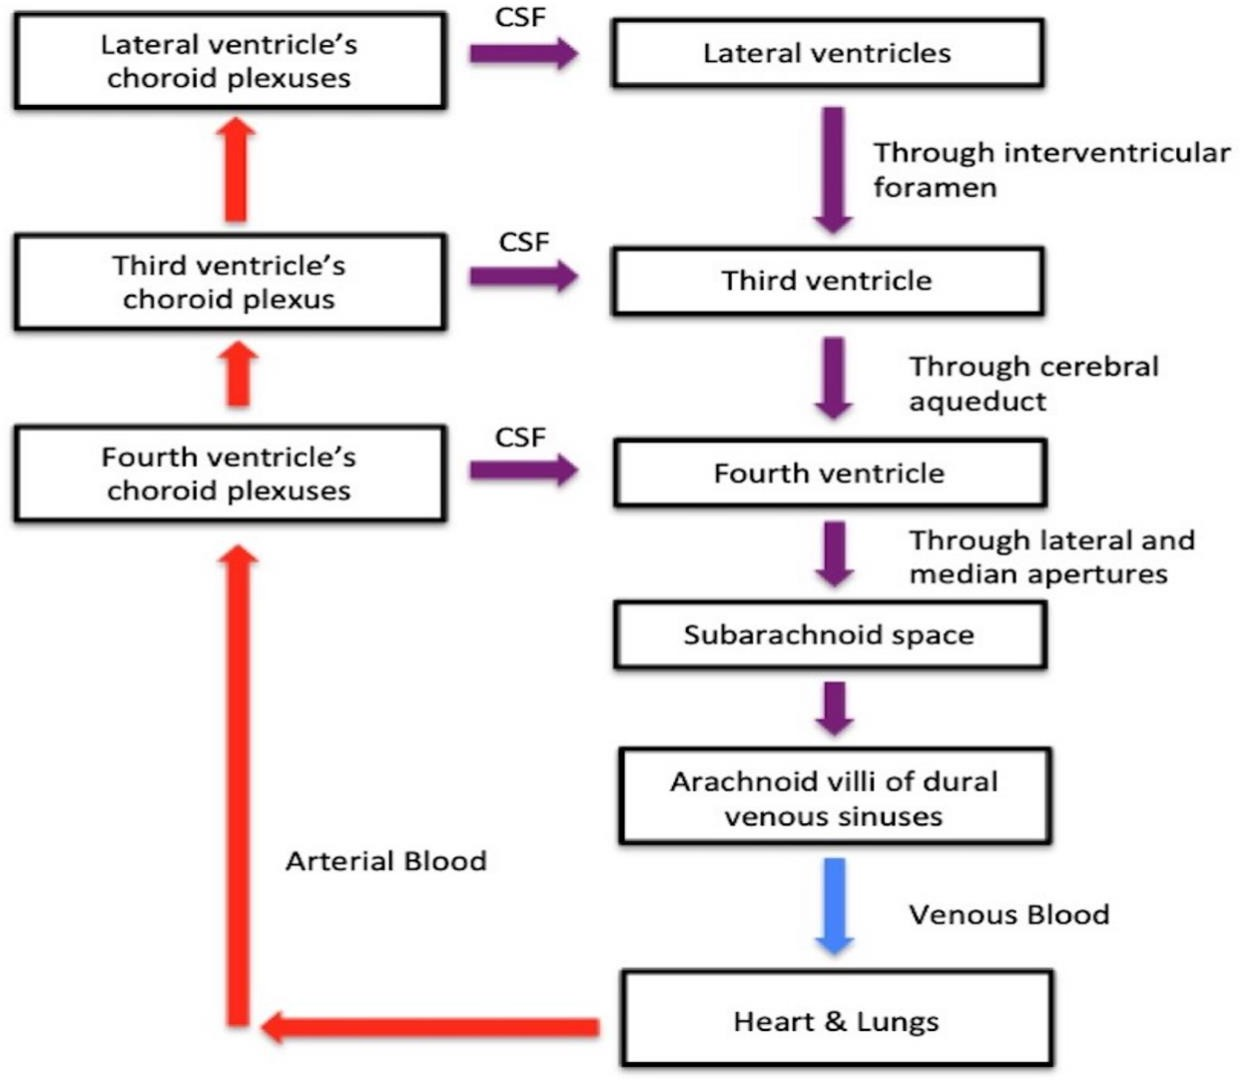 CSF
Lateral ventricle’s
choroid plexuses
Lateral ventricles
Through interventricular
foramen
CSF
Third ventricle’s
choroid plexus
Third ventricle
Through cerebral
aqueduct
CSF
Fourth ventricle’s
choroid plexuses
Fourth ventricle
Through lateral and
median apertures
Subarachnoid space
Arachnoid villi of dural
venous sinuses
Arterial Blood
Venous Blood
Heart & Lungs